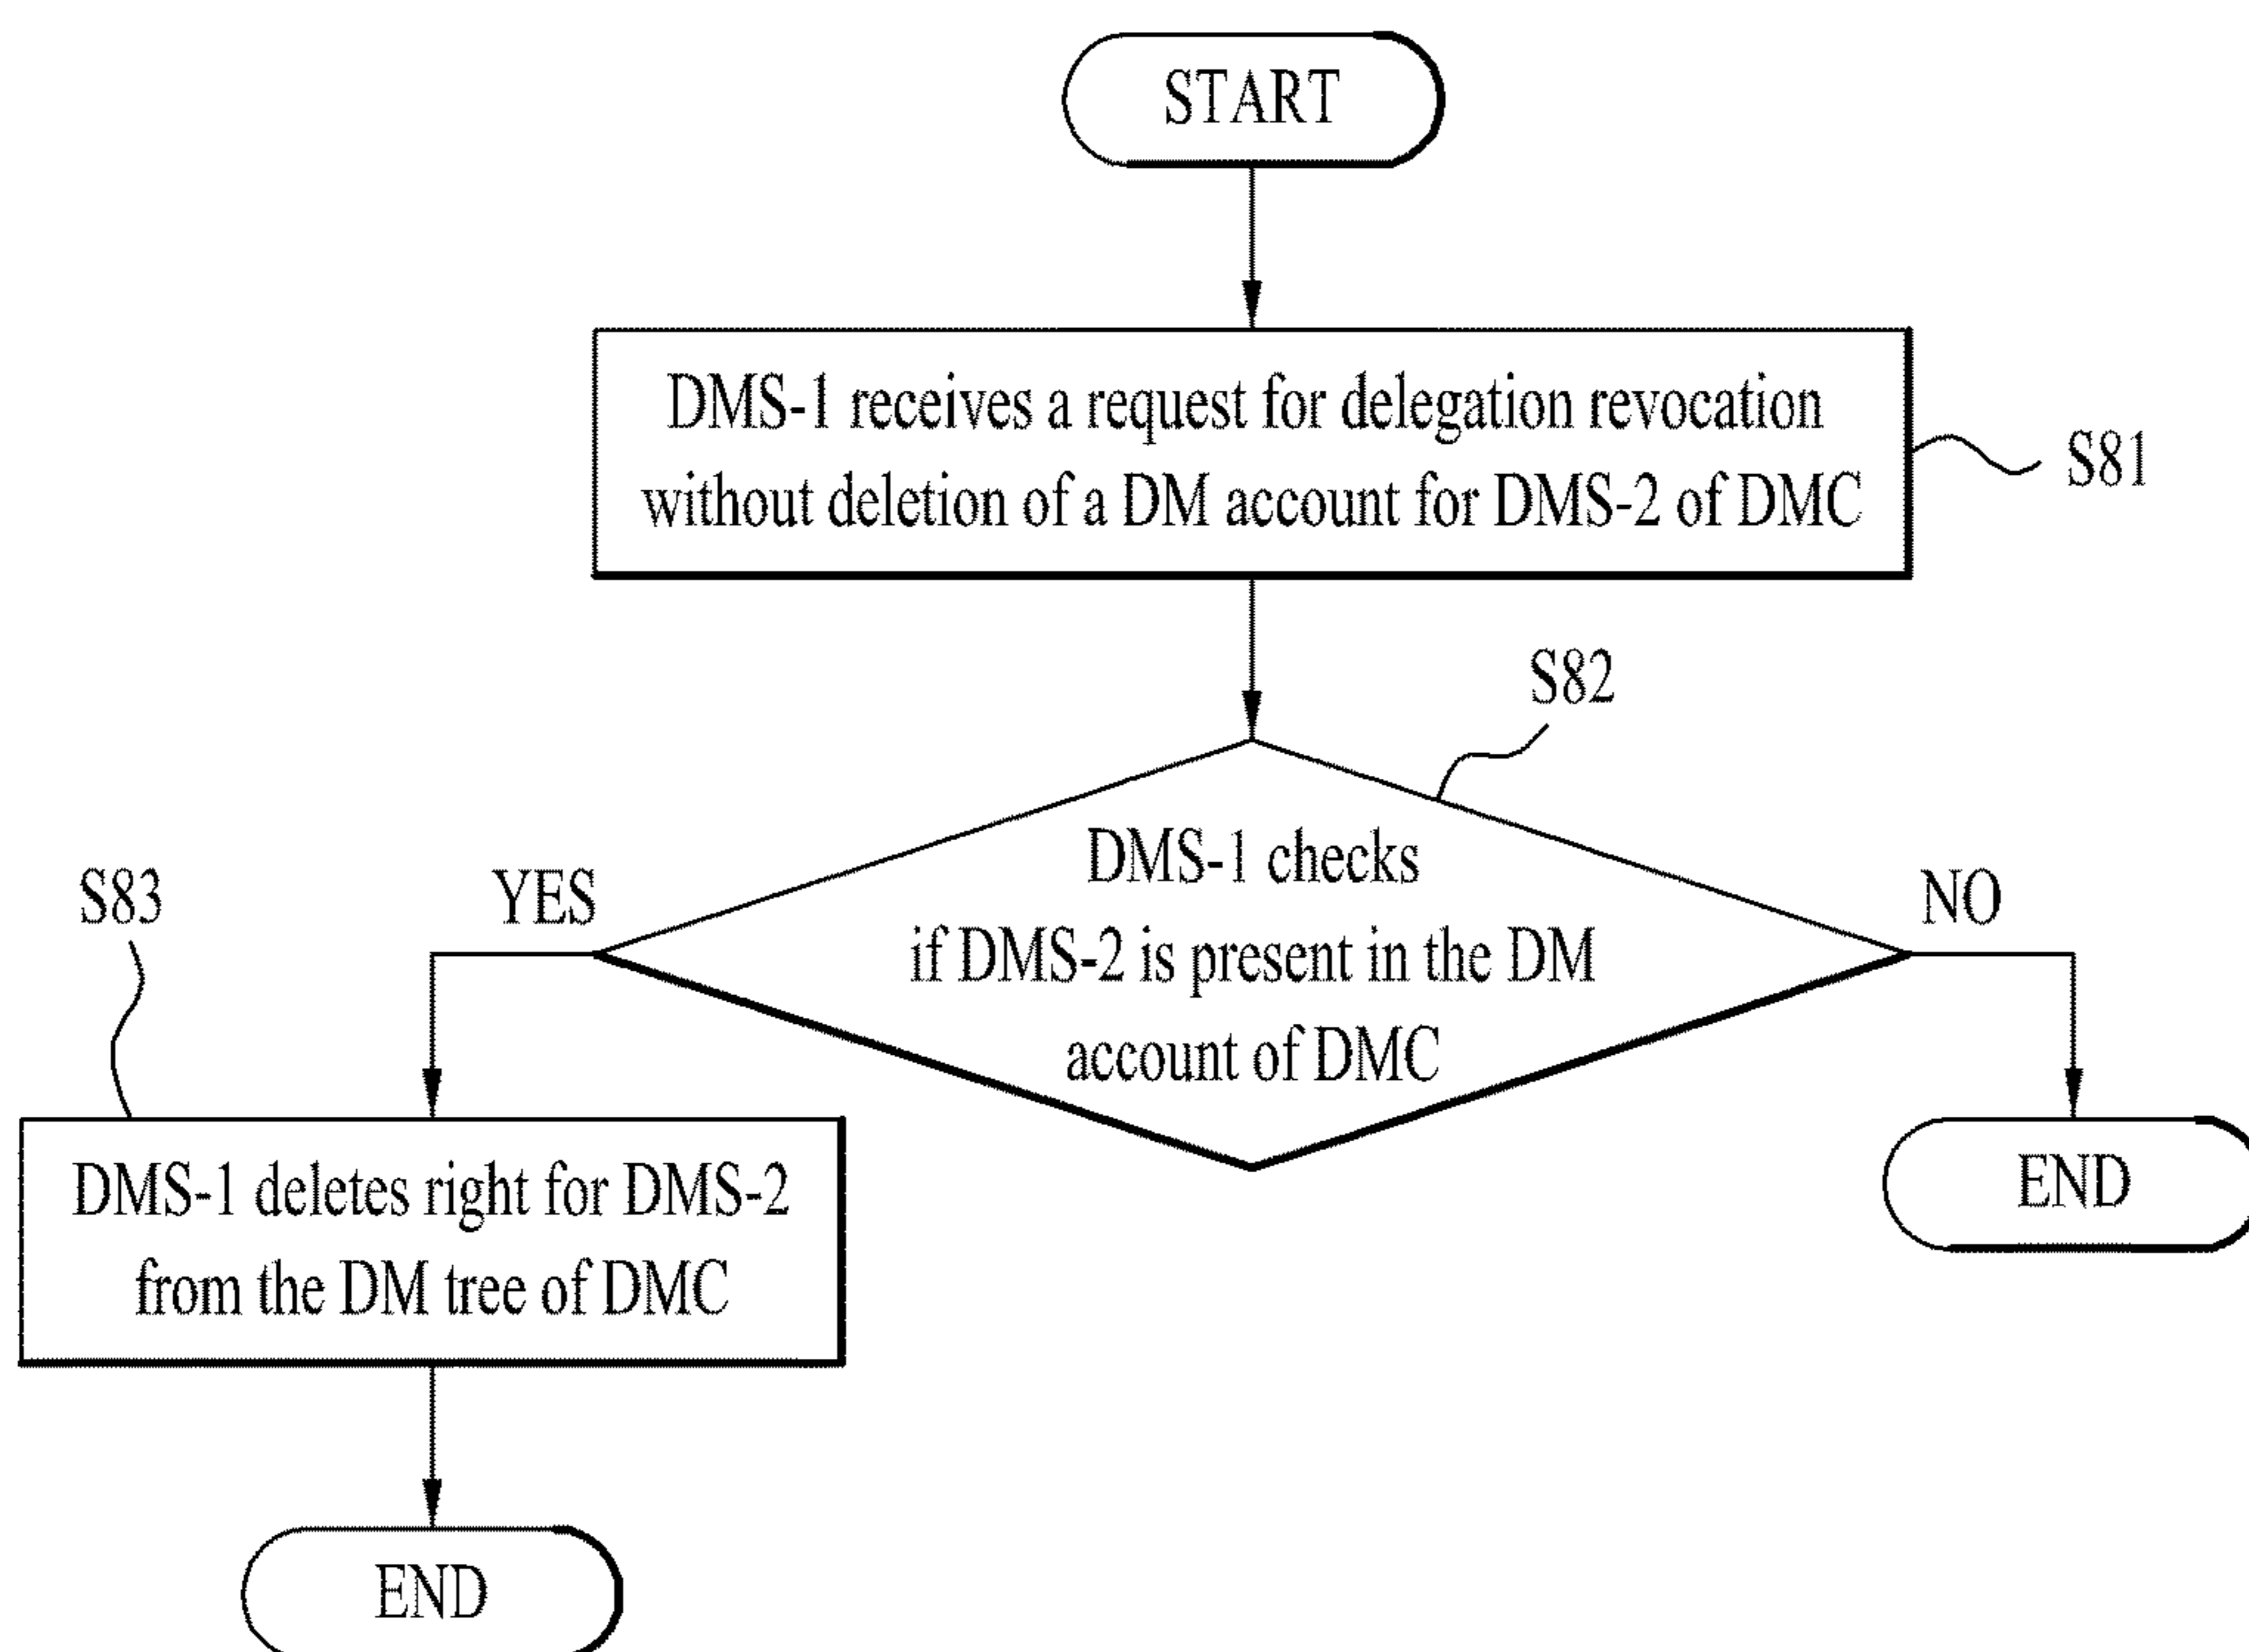 START
DMS-1 receives a request for delegation revocation
without deletion of a DM account for DMS-2 of DMC
S81
S82
DMS-1 checks
if DMS-2 is present in the DM
account of DMC
YES
NO
S83
DMS-1 deletes right for DMS-2
from the DM tree of DMC
END
END